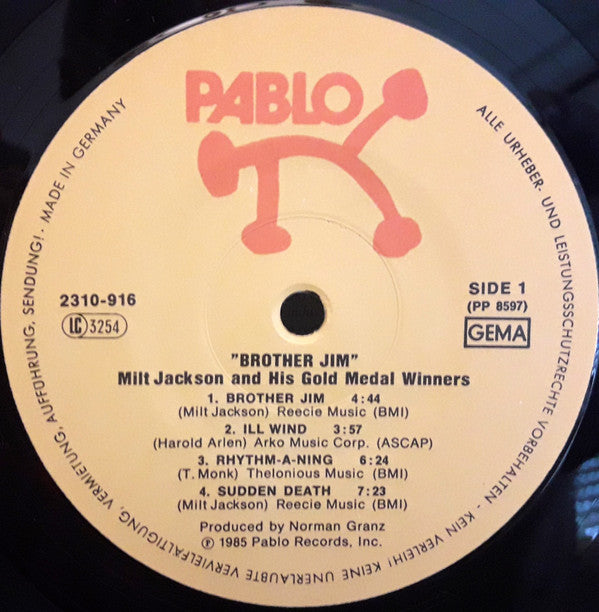 PABLO
ALLE URHEBER- UND LEISTUNGSSCHUTZRECHTE VORBEHALTEN - KEIN VERLEIH! KEINE UNERLAUBTE VERVIELFÄLTIGUNG, VERMIETUNG, AUFFÜHRUNG, SENDUNG! · MADE IN GERMANY
2310-916
LC 3254
SIDE 1
(PP 8597)
GEMA
"BROTHER JIM"
Milt Jackson and His Gold Medal Winners
1. BROTHER JIM 4:44
(Milt Jackson) Reecie Music (BMI)
2. ILL WIND 3:57
(Harold Arlen) Arko Music Corp. (ASCAP)
3. RHYTHM-A-NING 6:24
(T. Monk) Thelonious Music (BMI)
4. SUDDEN DEATH 7:23
(Milt Jackson) Reecie Music (BMI)
Produced by Norman Granz
℗ 1985 Pablo Records, Inc.